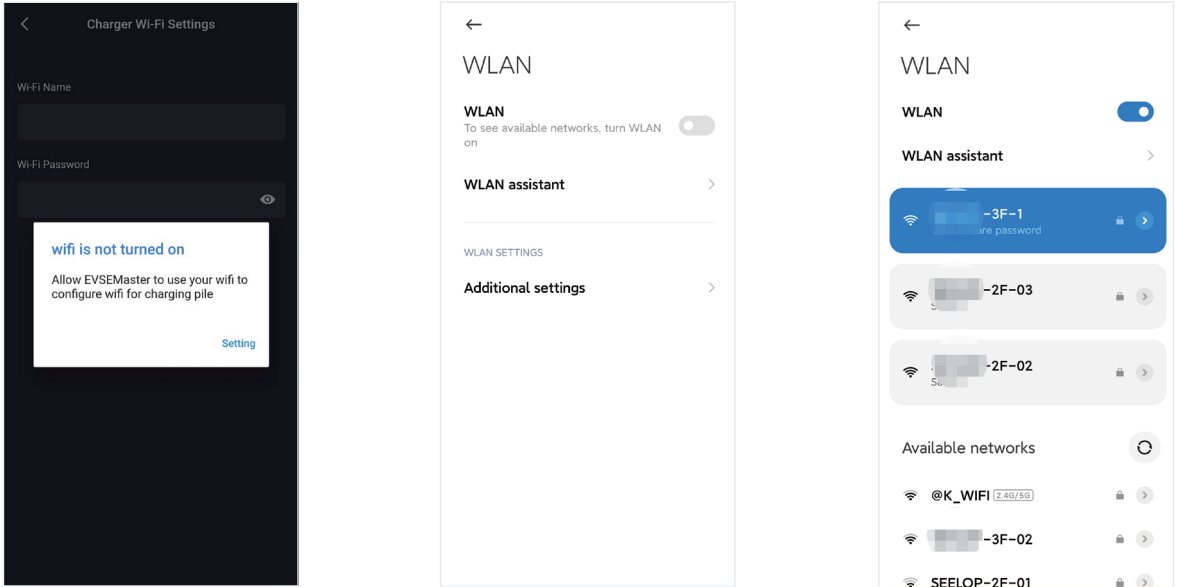 Charger Wi-Fi Settings
Wi-Fi Name
Wi-Fi Password
wifi is not turned on
Allow EVSEMaster to use your wifi to
configure wifi for charging pile
Setting
WLAN
WLAN
To see available networks, turn WLAN
on
WLAN assistant
WLAN SETTINGS
Additional settings
WLAN
WLAN
WLAN assistant
-3F-1
password
-2F-03
-2F-02
Available networks
@K_WIFI 2.4G/5G
-3F-02
SEELOP-2F-01